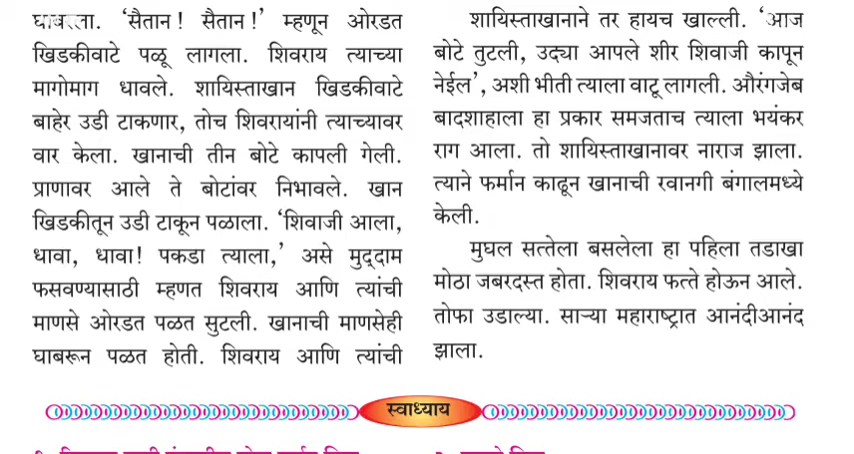 घाबरला. ‘सैतान! सैतान!’ म्हणून ओरडत
खिडकीवाटे पळू लागला. शिवराय त्याच्या
मागोमाग धावले. शायिस्ताखान खिडकीवाटे
बाहेर उडी टाकणार, तोच शिवरायांनी त्याच्यावर
वार केला. खानाची तीन बोटे कापली गेली.
प्राणावर आले ते बोटांवर निभावले. खान
खिडकीतून उडी टाकून पळाला. ‘शिवाजी आला,
धावा, धावा! पकडा त्याला,’ असे मुद्दाम
फसवण्यासाठी म्हणत शिवराय आणि त्यांची
माणसे ओरडत पळत सुटली. खानाची माणसेही
घाबरून पळत होती. शिवराय आणि त्यांची
शायिस्ताखानाने तर हायच खाल्ली. ‘आज
बोटे तुटली, उद्या आपले शीर शिवाजी कापून
नेईल’, अशी भीती त्याला वाटू लागली. औरंगजेब
बादशाहाला हा प्रकार समजताच त्याला भयंकर
राग आला. तो शायिस्ताखानावर नाराज झाला.
त्याने फर्मान काढून खानाची रवानगी बंगालमध्ये
केली.
मुघल सत्तेला बसलेला हा पहिला तडाखा
मोठा जबरदस्त होता. शिवराय फत्ते होऊन आले.
तोफा उडाल्या. साऱ्या महाराष्ट्रात आनंदीआनंद
झाला.
स्वाध्याय